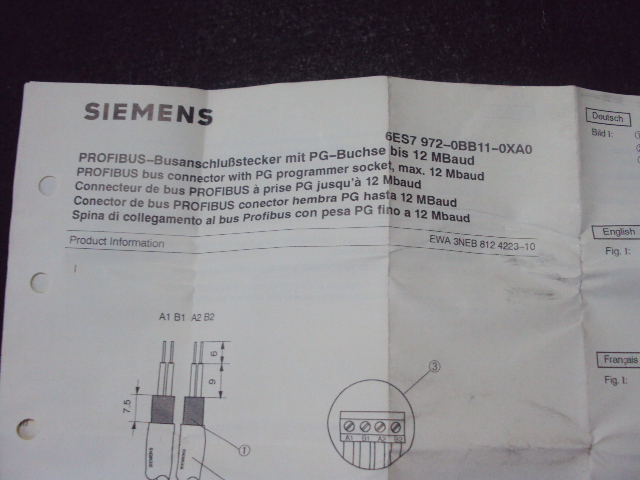 SIEMENS
6ES7 972-0BB11-0XA0
PROFIBUS-Busanschlußstecker mit PG-Buchse bis 12 MBaud
PROFIBUS bus connector with PG programmer socket, max. 12 Mbaud
Connecteur de bus PROFIBUS à prise PG jusqu'à 12 Mbaud
Conector de bus PROFIBUS conector hembra PG hasta 12 MBaud
Spina di collegamento al bus Profibus con pesa PG fino a 12 Mbaud
Product Information
EWA 3NEB 812 4223-10
Deutsch
Bild 1:
English
Fig. 1:
Français
Fig. 1:
A1 B1 A2 B2
6
9
7.5
3
1
A1 B1 A2 B2